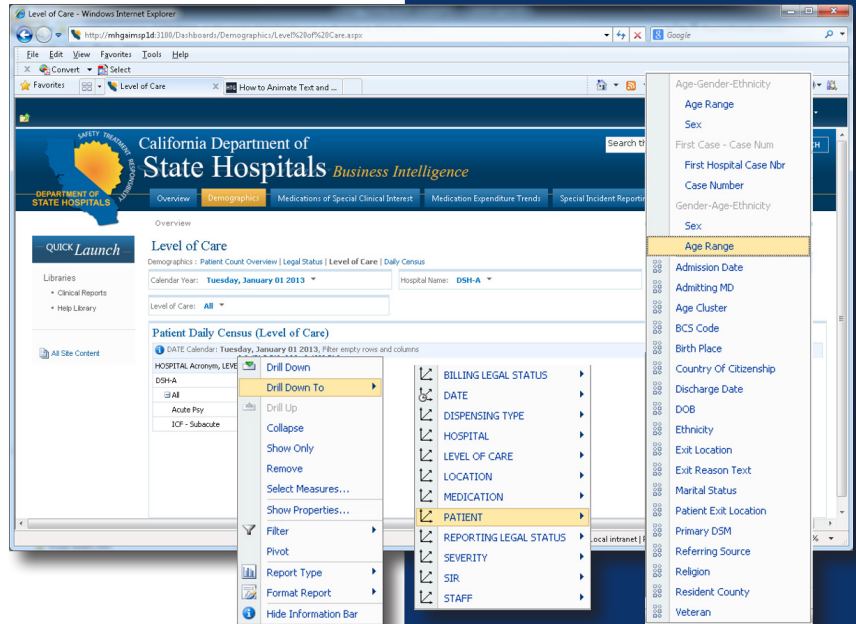 Level of Care - Windows Internet Explorer
http://mhgaimsp1d:3100/Dashboards/Demographics/Level%20of%20Care.aspx
Google
File Edit View Favorites Tools Help
Convert Select
Favorites
Level of Care
How to Animate Text and ...
SAFETY TREATMENT RESPONSIBILITY
DEPARTMENT OF
STATE HOSPITALS
California Department of
State Hospitals Business Intelligence
Search th
Overview Demographics Medications of Special Clinical Interest Medication Expenditure Trends Special Incident Reportin
Overview
QUICK Launch
Libraries
Clinical Reports
Help Library
All Site Content
Level of Care
Demographics : Patient Count Overview | Legal Status | Level of Care | Daily Census
Calendar Year: Tuesday, January 01 2013
Hospital Name: DSH-A
Level of Care: All
Patient Daily Census (Level of Care)
DATE Calendar: Tuesday, January 01 2013, Filter empty rows and columns
HOSPITAL Acronym, LEVE
DSH-A
All
Acute Psy
ICF - Subacute
Drill Down
Drill Down To
Drill Up
Collapse
Show Only
Remove
Select Measures...
Show Properties...
Filter
Pivot
Report Type
Format Report
Hide Information Bar
BILLING LEGAL STATUS
DATE
DISPENSING TYPE
HOSPITAL
LEVEL OF CARE
LOCATION
MEDICATION
PATIENT
REPORTING LEGAL STATUS
SEVERITY
SIR
STAFF
Age-Gender-Ethnicity
Age Range
Sex
First Case - Case Num
First Hospital Case Nbr
Case Number
Gender-Age-Ethnicity
Sex
Age Range
Admission Date
Admitting MD
Age Cluster
BCS Code
Birth Place
Country Of Citizenship
Discharge Date
DOB
Ethnicity
Exit Location
Exit Reason Text
Marital Status
Patient Exit Location
Primary DSM
Referring Source
Religion
Resident County
Veteran
ocal intranet |